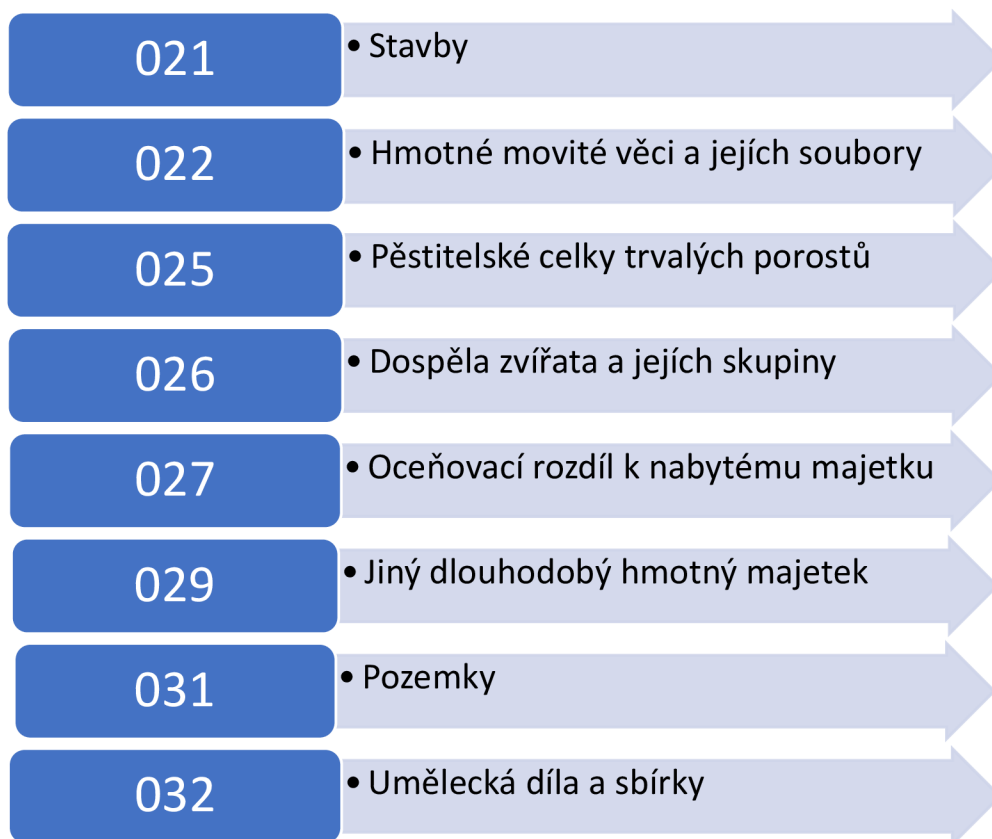 021
• Stavby
022
• Hmotné movité věci a jejích soubory
025
• Pěstitelské celky trvalých porostů
026
• Dospěla zvířata a jejích skupiny
027
• Oceňovací rozdíl k nabytému majetku
029
• Jiný dlouhodobý hmotný majetek
031
• Pozemky
032
• Umělecká díla a sbírky